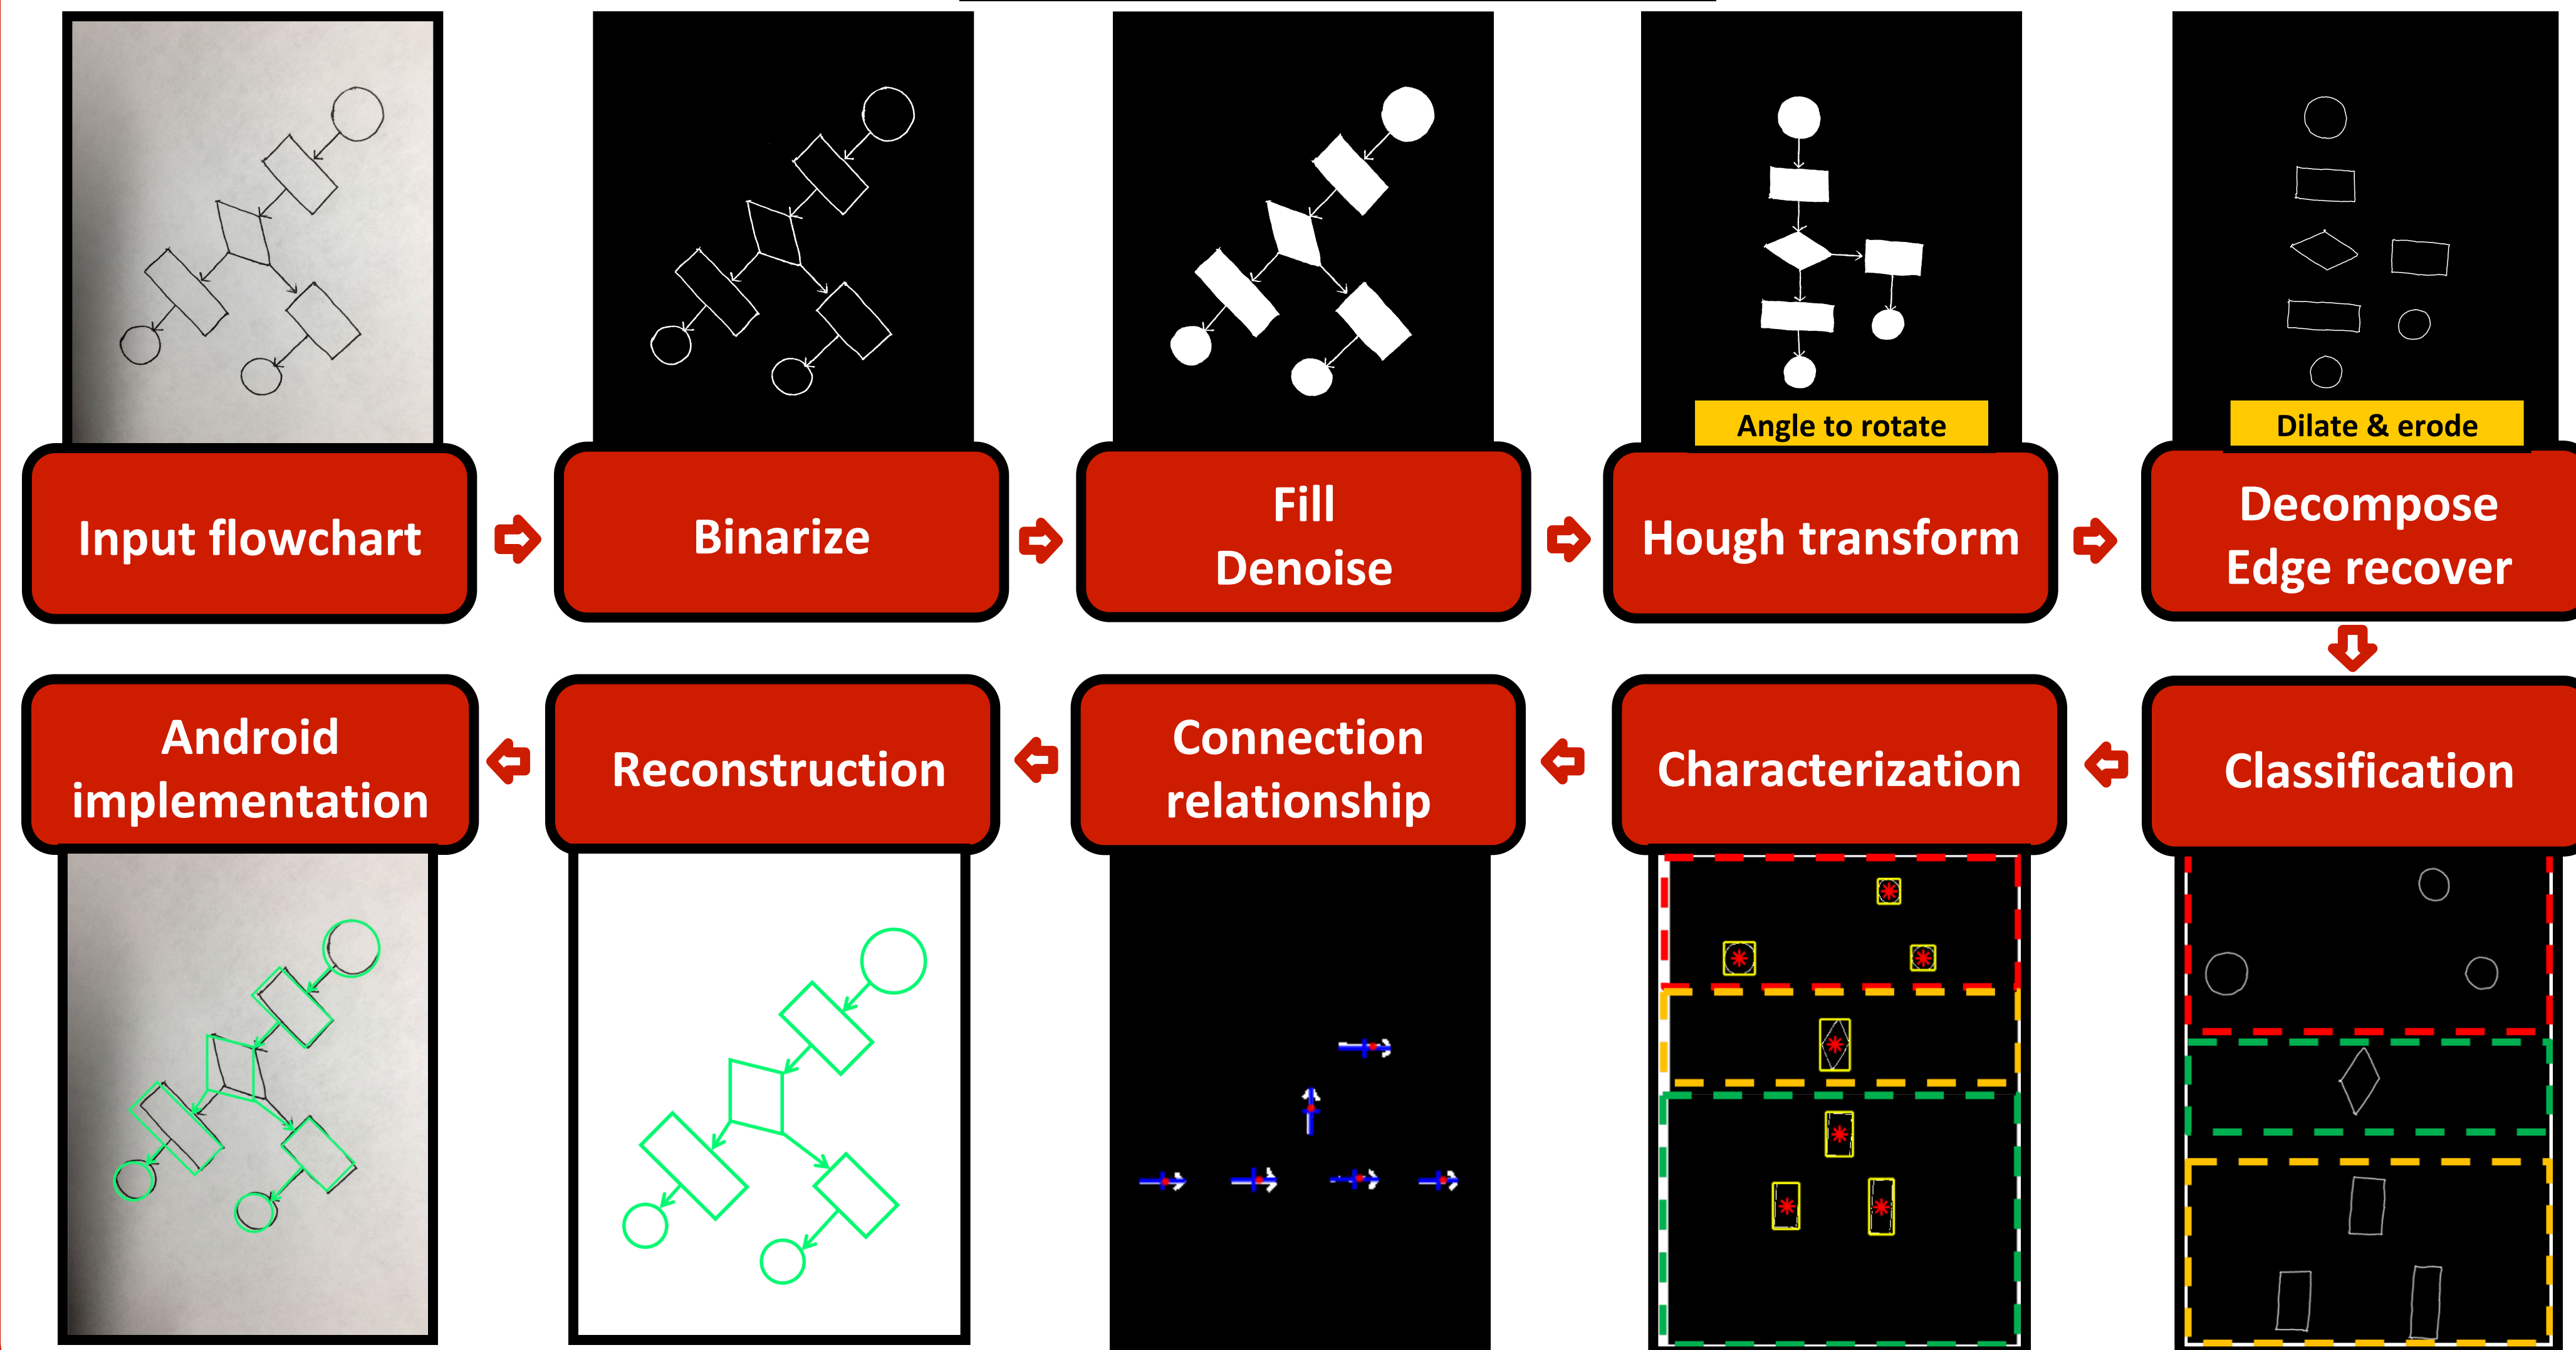 Angle to rotate
Dilate & erode
Input flowchart
Binarize
Fill
Denoise
Hough transform
Decompose
Edge recover
Android
implementation
Reconstruction
Connection
relationship
Characterization
Classification